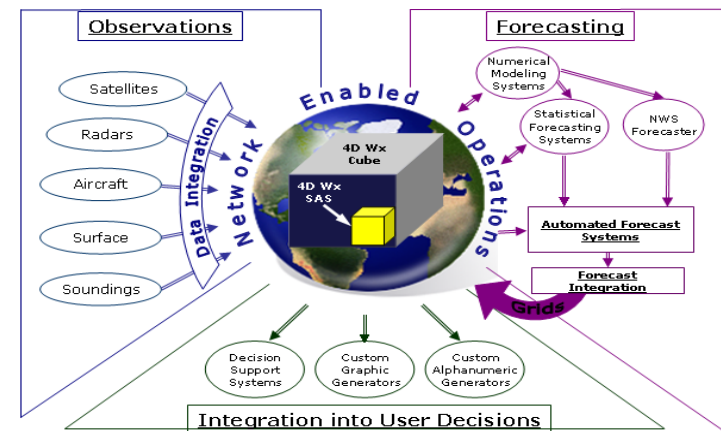 Observations
Forecasting
Satellites
Radars
Aircraft
Surface
Soundings
Data Integration
Network Enabled Operations
4D Wx
Cube
4D Wx
SAS
Numerical
Modeling
Systems
Statistical
Forecasting
Systems
NWS
Forecaster
Automated Forecast
Systems
Forecast
Integration
Grids
Decision
Support
Systems
Custom
Graphic
Generators
Custom
Alphanumeric
Generators
Integration into User Decisions